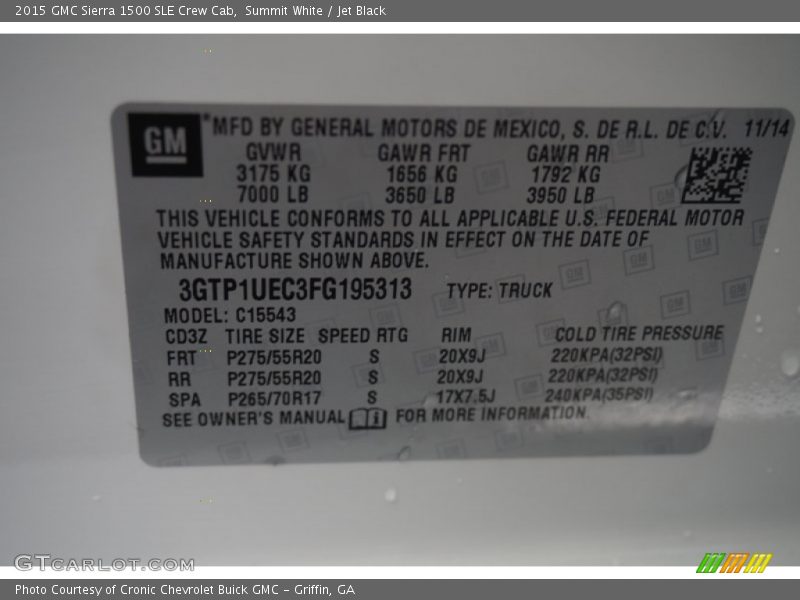 2015 GMC Sierra 1500 SLE Crew Cab,  Summit White / Jet Black
GM
*MFD BY GENERAL MOTORS DE MEXICO, S. DE R.L. DE C.V. 11/14
GVWR GAWR FRT GAWR RR
3175 KG 1656 KG 1792 KG
7000 LB 3650 LB 3950 LB
THIS VEHICLE CONFORMS TO ALL APPLICABLE U.S. FEDERAL MOTOR
VEHICLE SAFETY STANDARDS IN EFFECT ON THE DATE OF
MANUFACTURE SHOWN ABOVE.
3GTP1UEC3FG195313 TYPE: TRUCK
MODEL: C15543
CD3Z TIRE SIZE SPEED RTG RIM COLD TIRE PRESSURE
FRT P275/55R20 S 20X9J 220KPA(32PSI)
RR P275/55R20 S 20X9J 220KPA(32PSI)
SPA P265/70R17 S 17X7.5J 240KPA(35PSI)
SEE OWNER'S MANUAL FOR MORE INFORMATION.
GTCARLOT.COM
Photo Courtesy of Cronic Chevrolet Buick GMC - Griffin, GA